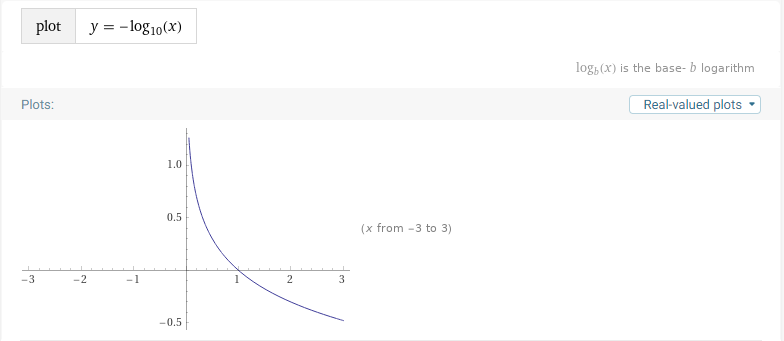 plot y = −log₁₀(x)
log_b(x) is the base- b logarithm
Plots:
Real-valued plots
1.0
0.5
(x from −3 to 3)
−3 −2 −1 1 2 3
−0.5